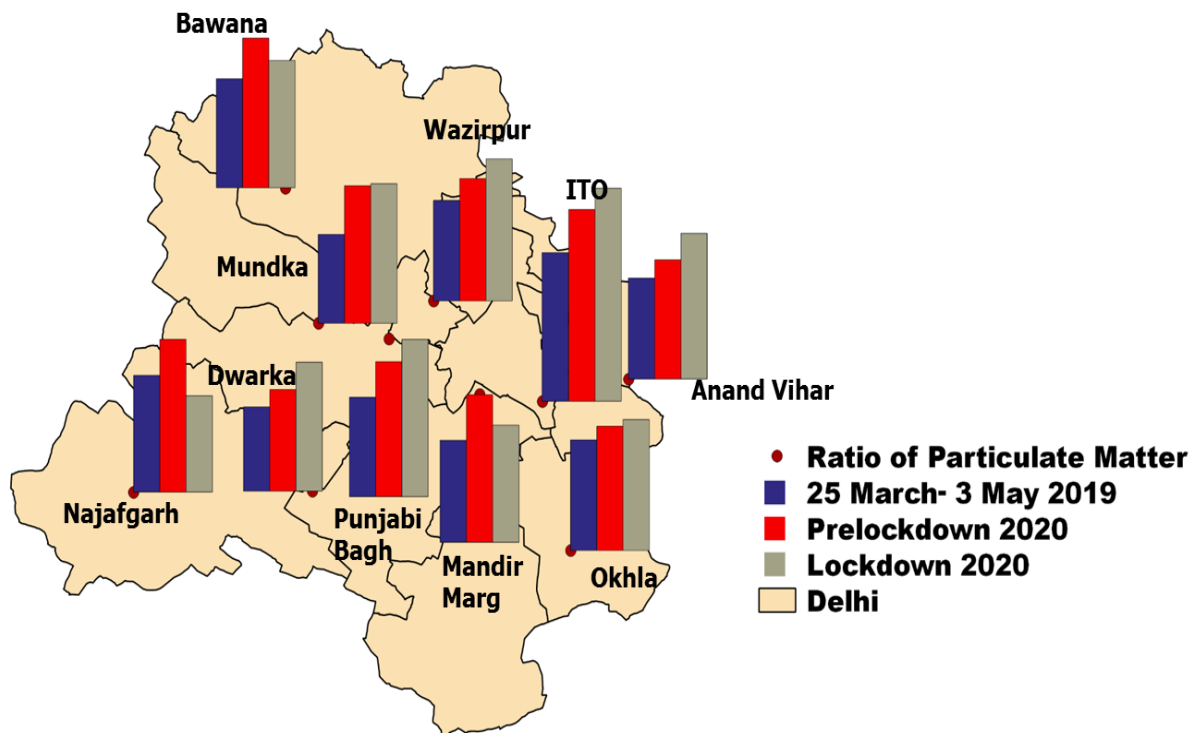 Bawana
Wazirpur
ITO
Mundka
Dwarka
Anand Vihar
Najafgarh
Punjabi
Bagh
Mandir
Marg
Okhla
Ratio of Particulate Matter
25 March- 3 May 2019
Prelockdown 2020
Lockdown 2020
Delhi